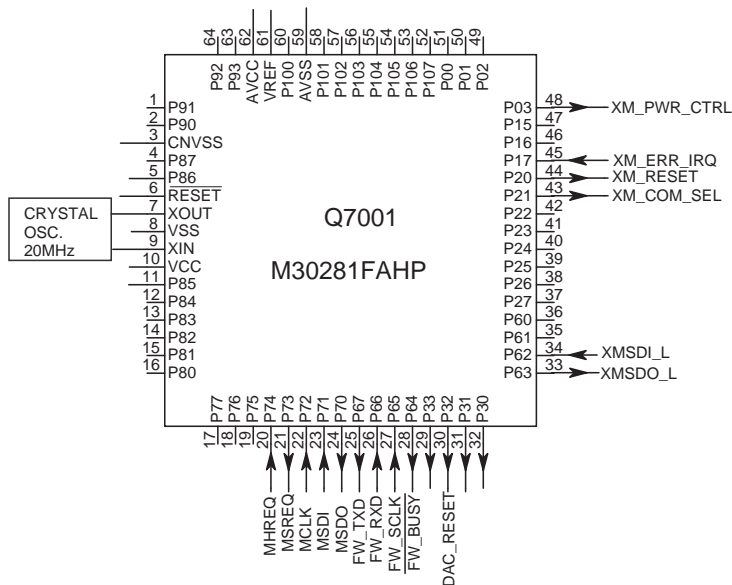 64
63
62
61
60
59
58
57
56
55
54
53
52
51
50
49
P92
P93
AVCC
VREF
P100
AVSS
P101
P102
P103
P104
P105
P106
P107
P00
P01
P02
1 P91
2 P90
3 CNVSS
4 P87
5 P86
6 RESET
7 XOUT
8 VSS
9 XIN
10 VCC
11 P85
12 P84
13 P83
14 P82
15 P81
16 P80
CRYSTAL
OSC.
20MHz
Q7001
M30281FAHP
P03 48 XM_PWR_CTRL
P15 47
P16 46
P17 45 XM_ERR_IRQ
P20 44 XM_RESET
P21 43 XM_COM_SEL
P22 42
P23 41
P24 40
P25 39
P26 38
P27 37
P60 36
P61 35
P62 34 XMSDI_L
P63 33 XMSDO_L
P77
P76
P75
P74
P73
P72
P71
P70
P67
P66
P65
P64
P33
P32
P31
P30
17
18
19
20
21
22
23
24
25
26
27
28
29
30
31
32
MHREQ
MSREQ
MCLK
MSDI
MSDO
FW_TXD
FW_RXD
FW_SCLK
FW_BUSY
DAC_RESET